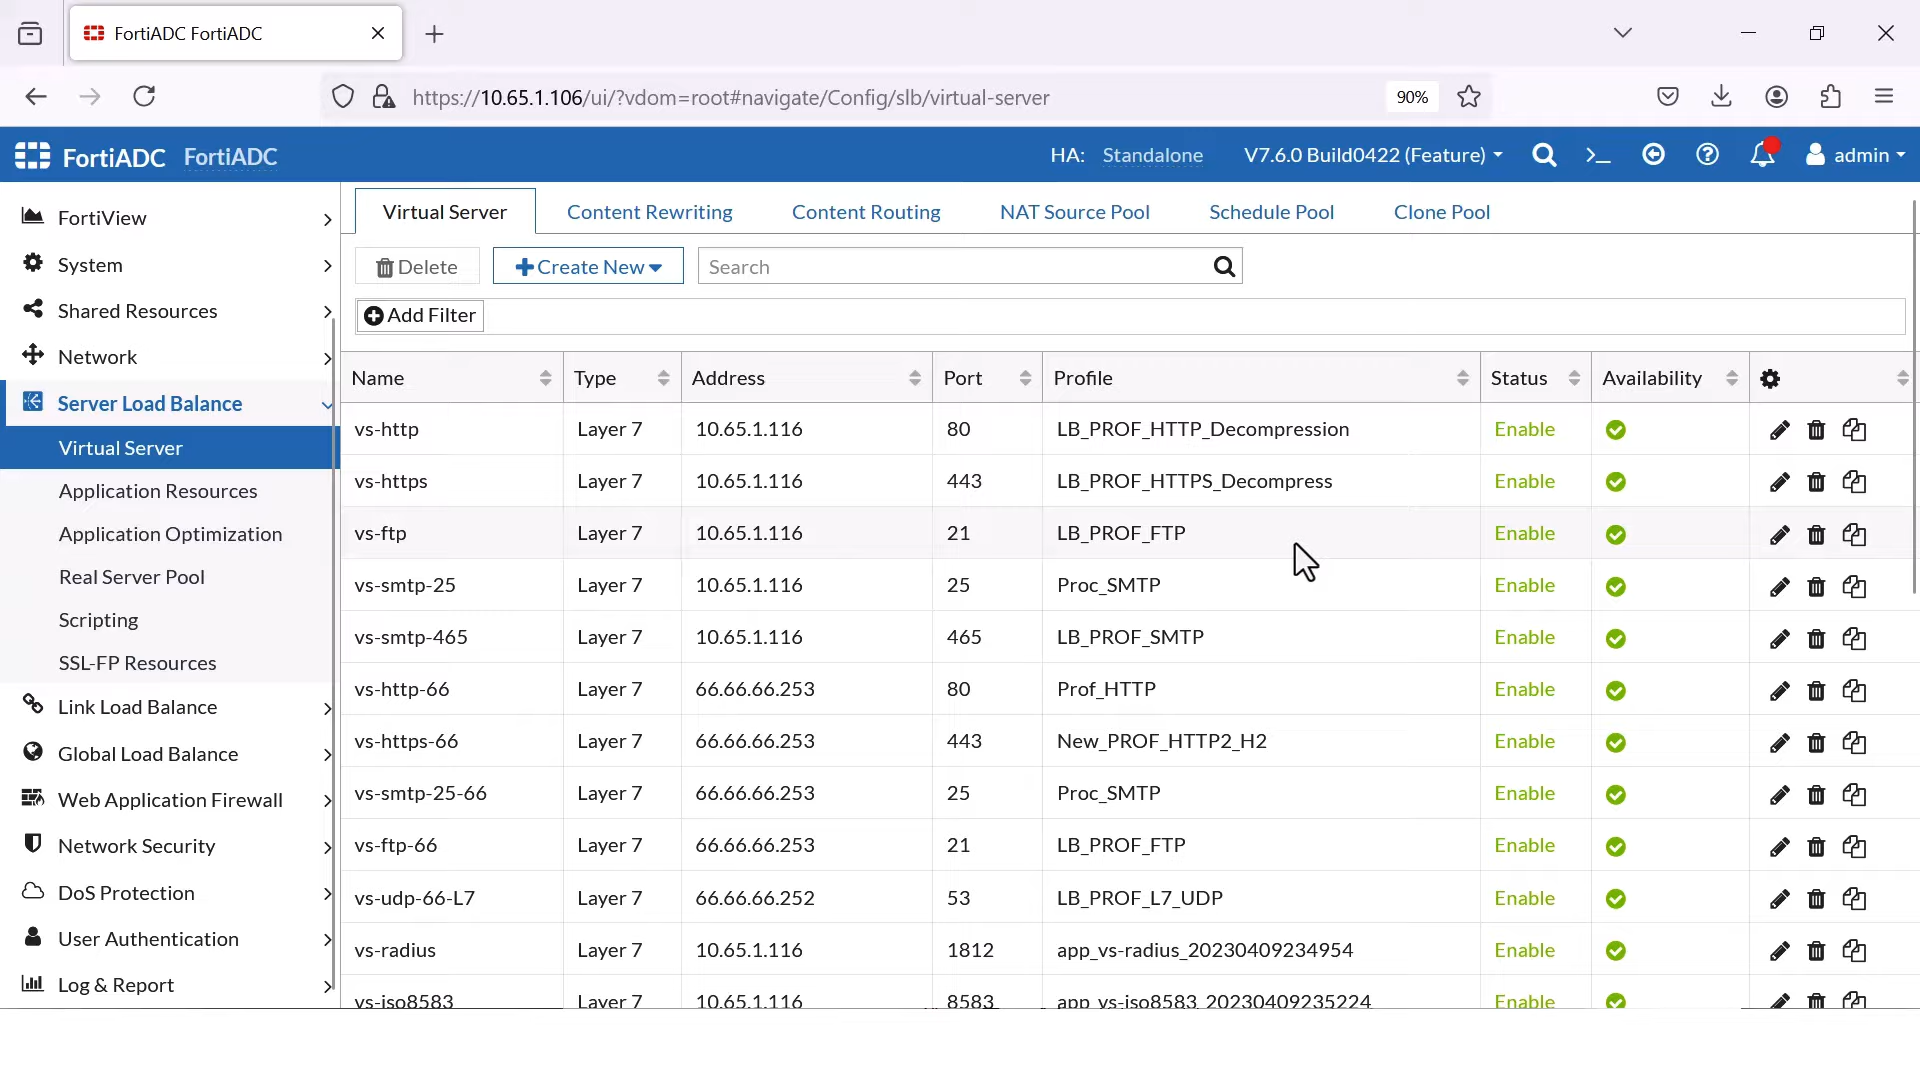 FortiADC FortiADC
https://10.65.1.106/ui/?vdom=root#navigate/Config/slb/virtual-server
90%
FortiADC FortiADC
HA: Standalone V7.6.0 Build0422 (Feature) admin
FortiView
System
Shared Resources
Network
Server Load Balance
Virtual Server
Application Resources
Application Optimization
Real Server Pool
Scripting
SSL-FP Resources
Link Load Balance
Global Load Balance
Web Application Firewall
Network Security
DoS Protection
User Authentication
Log & Report
Virtual Server Content Rewriting Content Routing NAT Source Pool Schedule Pool Clone Pool
Delete Create New Search
Add Filter
Name Type Address Port Profile Status Availability
vs-http Layer 7 10.65.1.116 80 LB_PROF_HTTP_Decompression Enable
vs-https Layer 7 10.65.1.116 443 LB_PROF_HTTPS_Decompress Enable
vs-ftp Layer 7 10.65.1.116 21 LB_PROF_FTP Enable
vs-smtp-25 Layer 7 10.65.1.116 25 Proc_SMTP Enable
vs-smtp-465 Layer 7 10.65.1.116 465 LB_PROF_SMTP Enable
vs-http-66 Layer 7 66.66.66.253 80 Prof_HTTP Enable
vs-https-66 Layer 7 66.66.66.253 443 New_PROF_HTTP2_H2 Enable
vs-smtp-25-66 Layer 7 66.66.66.253 25 Proc_SMTP Enable
vs-ftp-66 Layer 7 66.66.66.253 21 LB_PROF_FTP Enable
vs-udp-66-L7 Layer 7 66.66.66.252 53 LB_PROF_L7_UDP Enable
vs-radius Layer 7 10.65.1.116 1812 app_vs-radius_20230409234954 Enable
vs-iso8583 Layer 7 10.65.1.116 8583 app_vs-iso8583_20230409235224 Enable